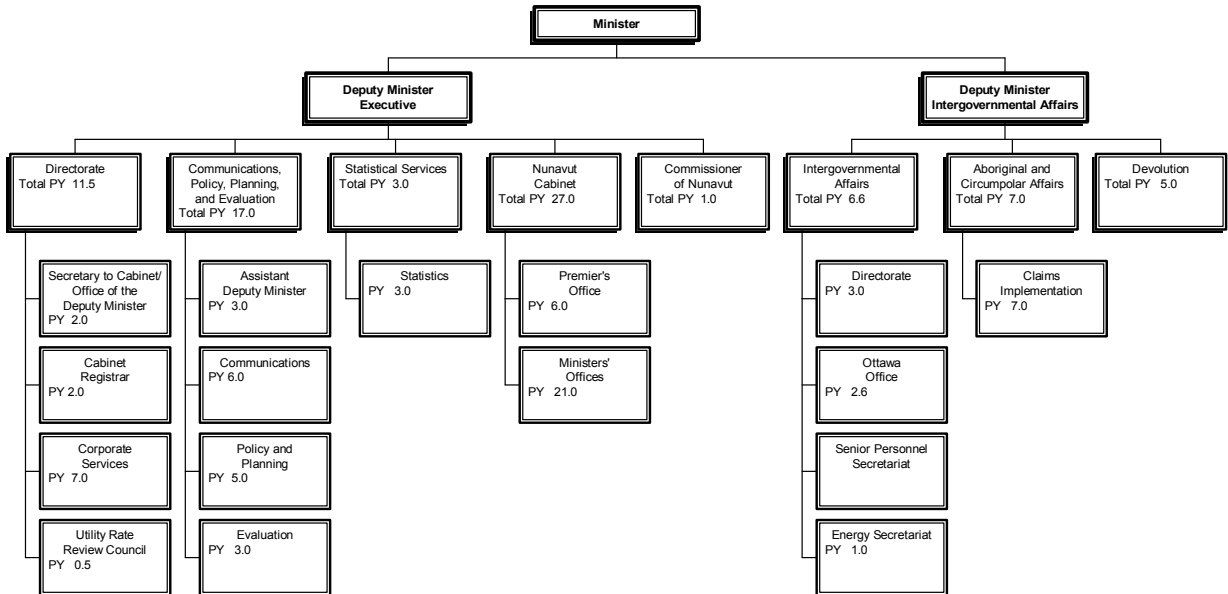 Minister
Deputy Minister
Executive
Deputy Minister
Intergovernmental Affairs
Directorate
Total PY 11.5
Communications,
Policy, Planning,
and Evaluation
Total PY 17.0
Statistical Services
Total PY 3.0
Nunavut
Cabinet
Total PY 27.0
Commissioner
of Nunavut
Total PY 1.0
Intergovernmental
Affairs
Total PY 6.6
Aboriginal and
Circumpolar Affairs
Total PY 7.0
Devolution
Total PY 5.0
Secretary to Cabinet/
Office of the
Deputy Minister
PY 2.0
Assistant
Deputy Minister
PY 3.0
Statistics
PY 3.0
Premier's
Office
PY 6.0
Directorate
PY 3.0
Claims
Implementation
PY 7.0
Cabinet
Registrar
PY 2.0
Communications
PY 6.0
Ministers'
Offices
PY 21.0
Ottawa
Office
PY 2.6
Corporate
Services
PY 7.0
Policy and
Planning
PY 5.0
Senior Personnel
Secretariat
Utility Rate
Review Council
PY 0.5
Evaluation
PY 3.0
Energy Secretariat
PY 1.0